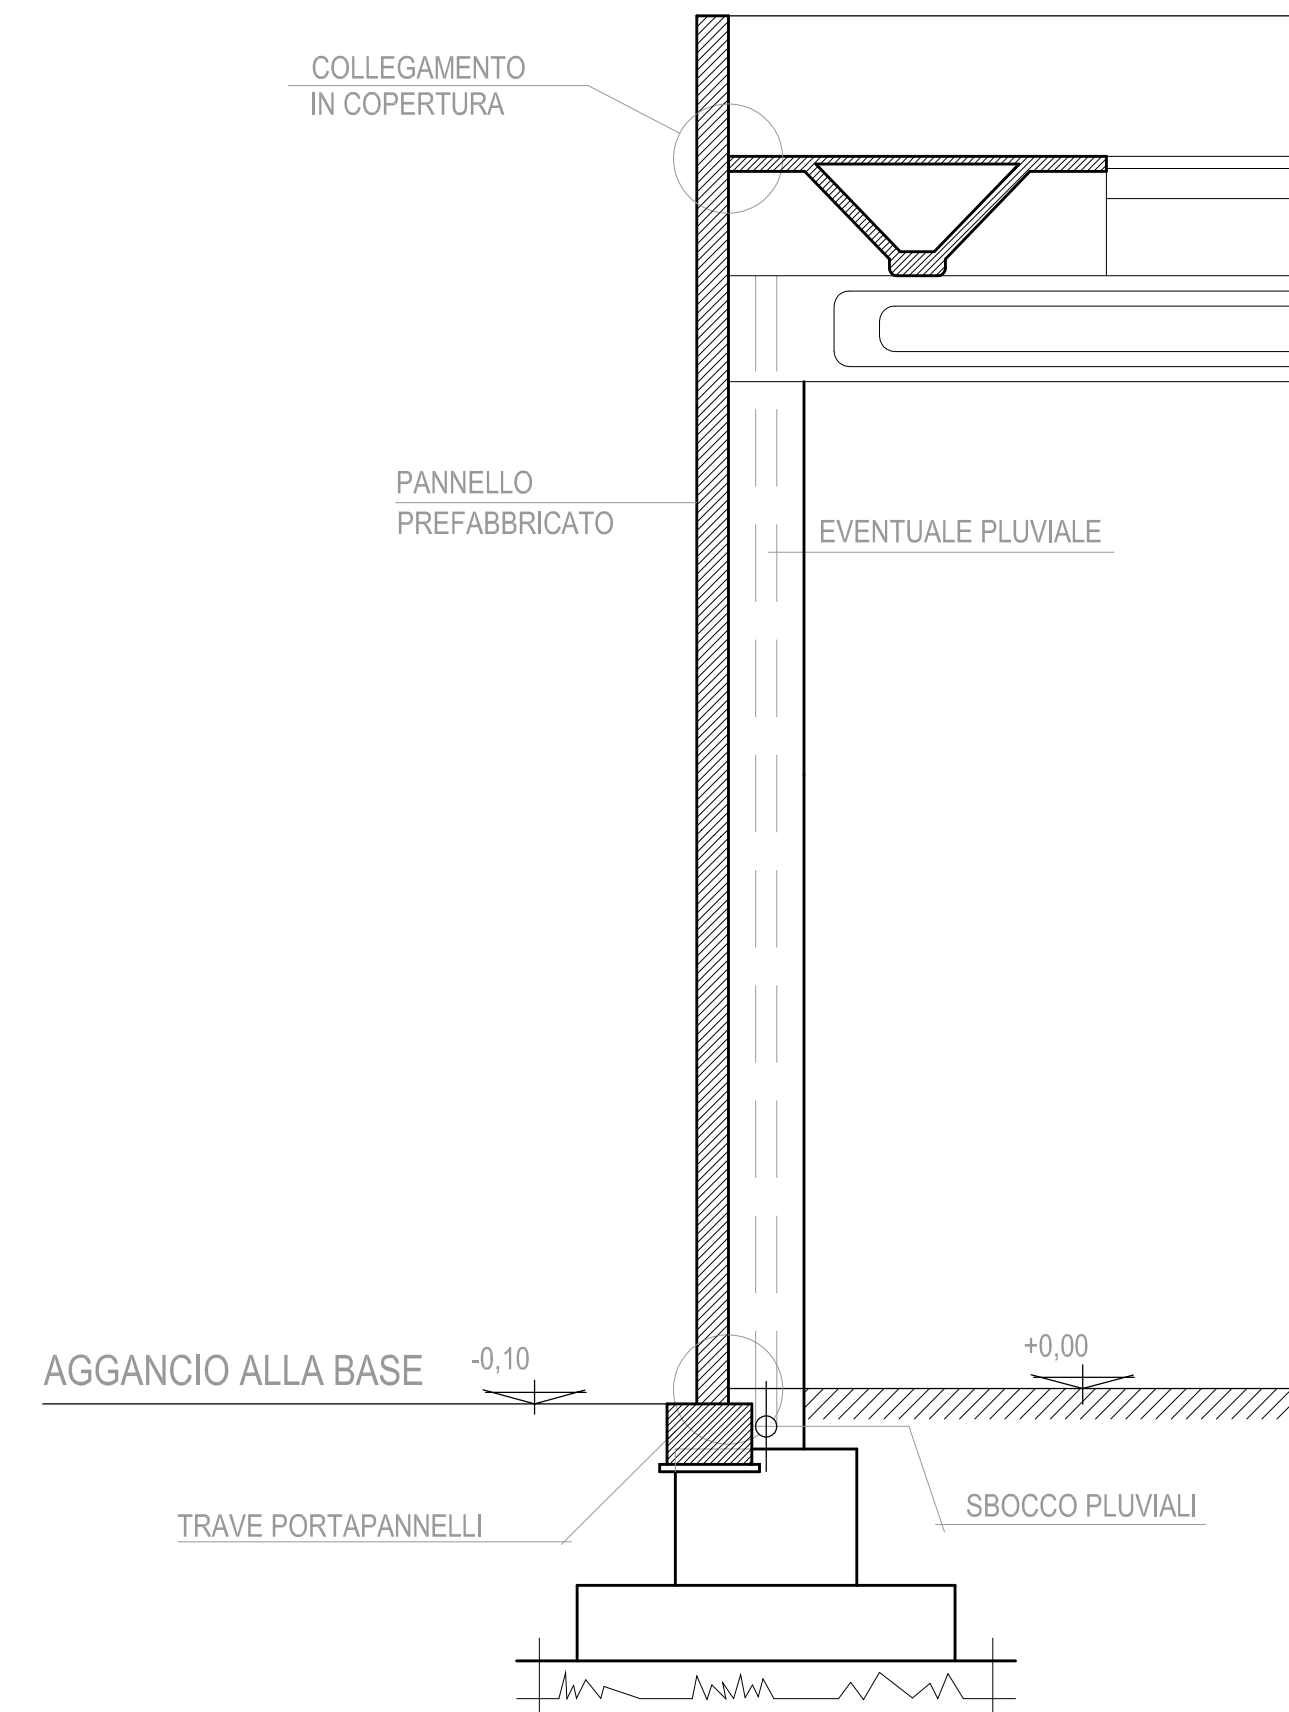 COLLEGAMENTO
IN COPERTURA
PANNELLO
PREFABBRICATO
EVENTUALE PLUVIALE
AGGANCIO ALLA BASE
-0,10
+0,00
TRAVE PORTAPANNELLI
SBOCCO PLUVIALI